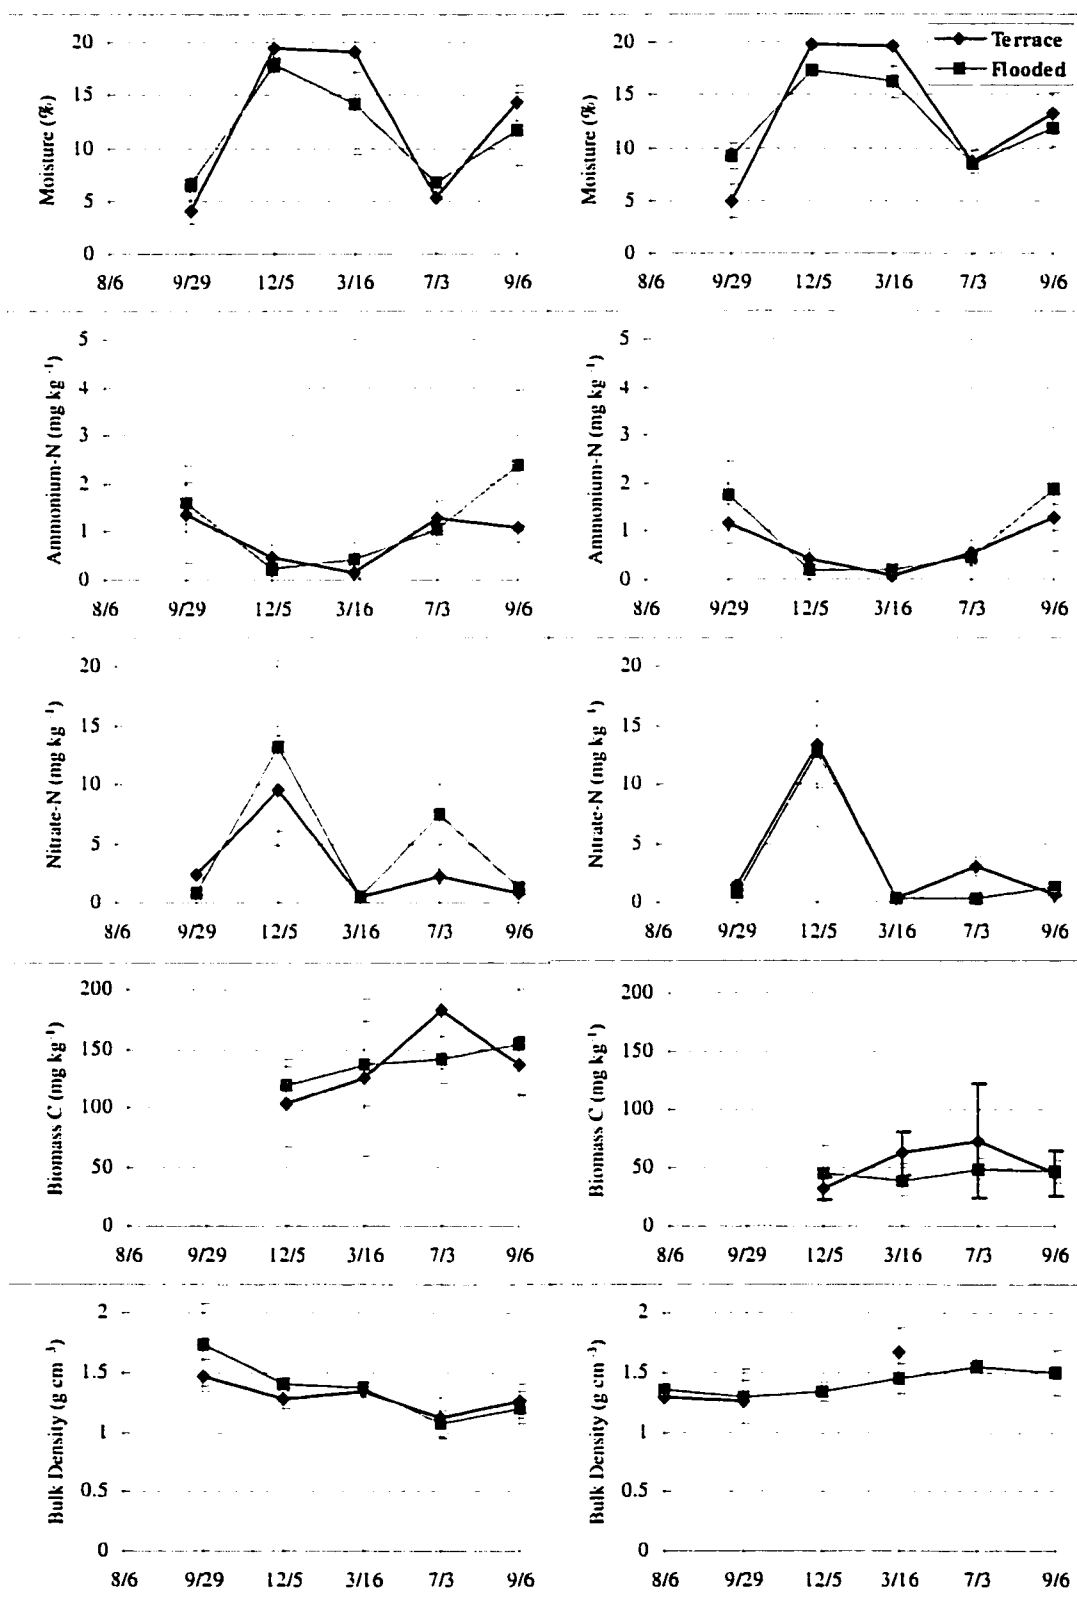 Terrace
Flooded
Moisture (%)
20
15
10
5
0
8/6 9/29 12/5 3/16 7/3 9/6
Moisture (%)
20
15
10
5
0
8/6 9/29 12/5 3/16 7/3 9/6
Ammonium-N (mg kg⁻¹)
5
4
3
2
1
0
8/6 9/29 12/5 3/16 7/3 9/6
Ammonium-N (mg kg⁻¹)
5
4
3
2
1
0
8/6 9/29 12/5 3/16 7/3 9/6
Nitrate-N (mg kg⁻¹)
20
15
10
5
0
8/6 9/29 12/5 3/16 7/3 9/6
Nitrate-N (mg kg⁻¹)
20
15
10
5
0
8/6 9/29 12/5 3/16 7/3 9/6
Biomass C (mg kg⁻¹)
200
150
100
50
0
8/6 9/29 12/5 3/16 7/3 9/6
Biomass C (mg kg⁻¹)
200
150
100
50
0
8/6 9/29 12/5 3/16 7/3 9/6
Bulk Density (g cm⁻³)
2
1.5
1
0.5
0
8/6 9/29 12/5 3/16 7/3 9/6
Bulk Density (g cm⁻³)
2
1.5
1
0.5
0
8/6 9/29 12/5 3/16 7/3 9/6